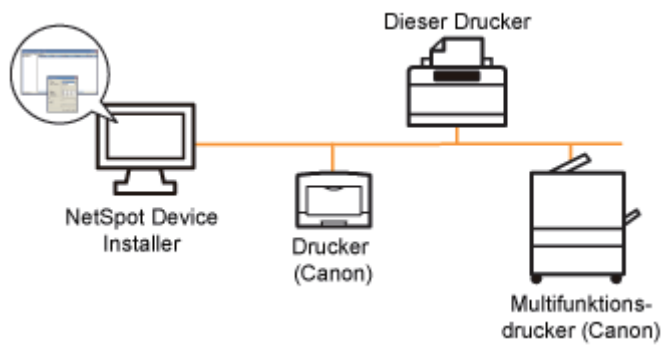 Dieser Drucker
NetSpot Device
Installer
Drucker
(Canon)
Multifunktions-
drucker (Canon)